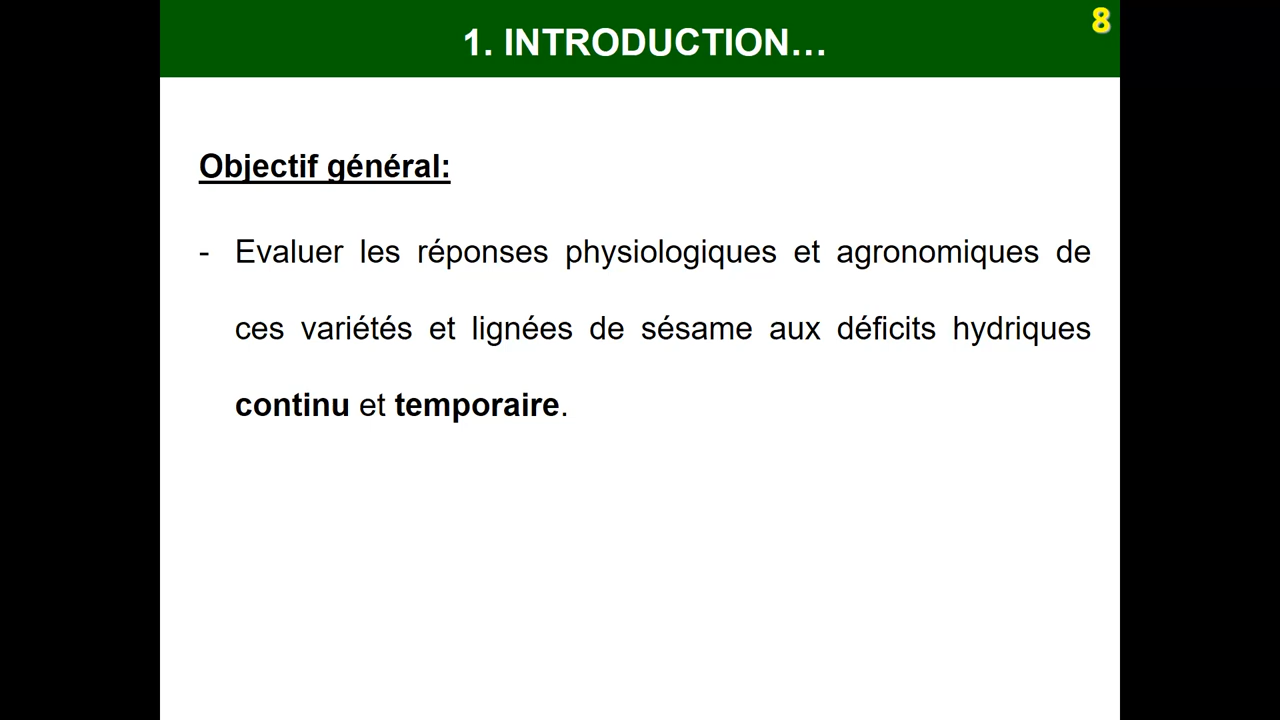 1. INTRODUCTION…
8
Objectif général:
- Evaluer les réponses physiologiques et agronomiques de
ces variétés et lignées de sésame aux déficits hydriques
continu et temporaire.